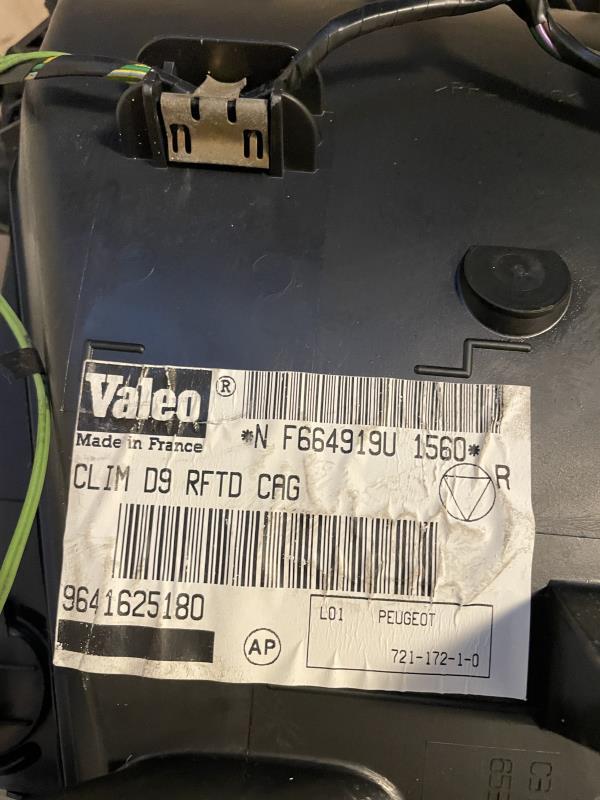 Valeo ®
Made in France
*N F664919U 1560*
CLIM D9 RFTD CAG
R
9641625180
AP
L01 PEUGEOT
721-172-1-0